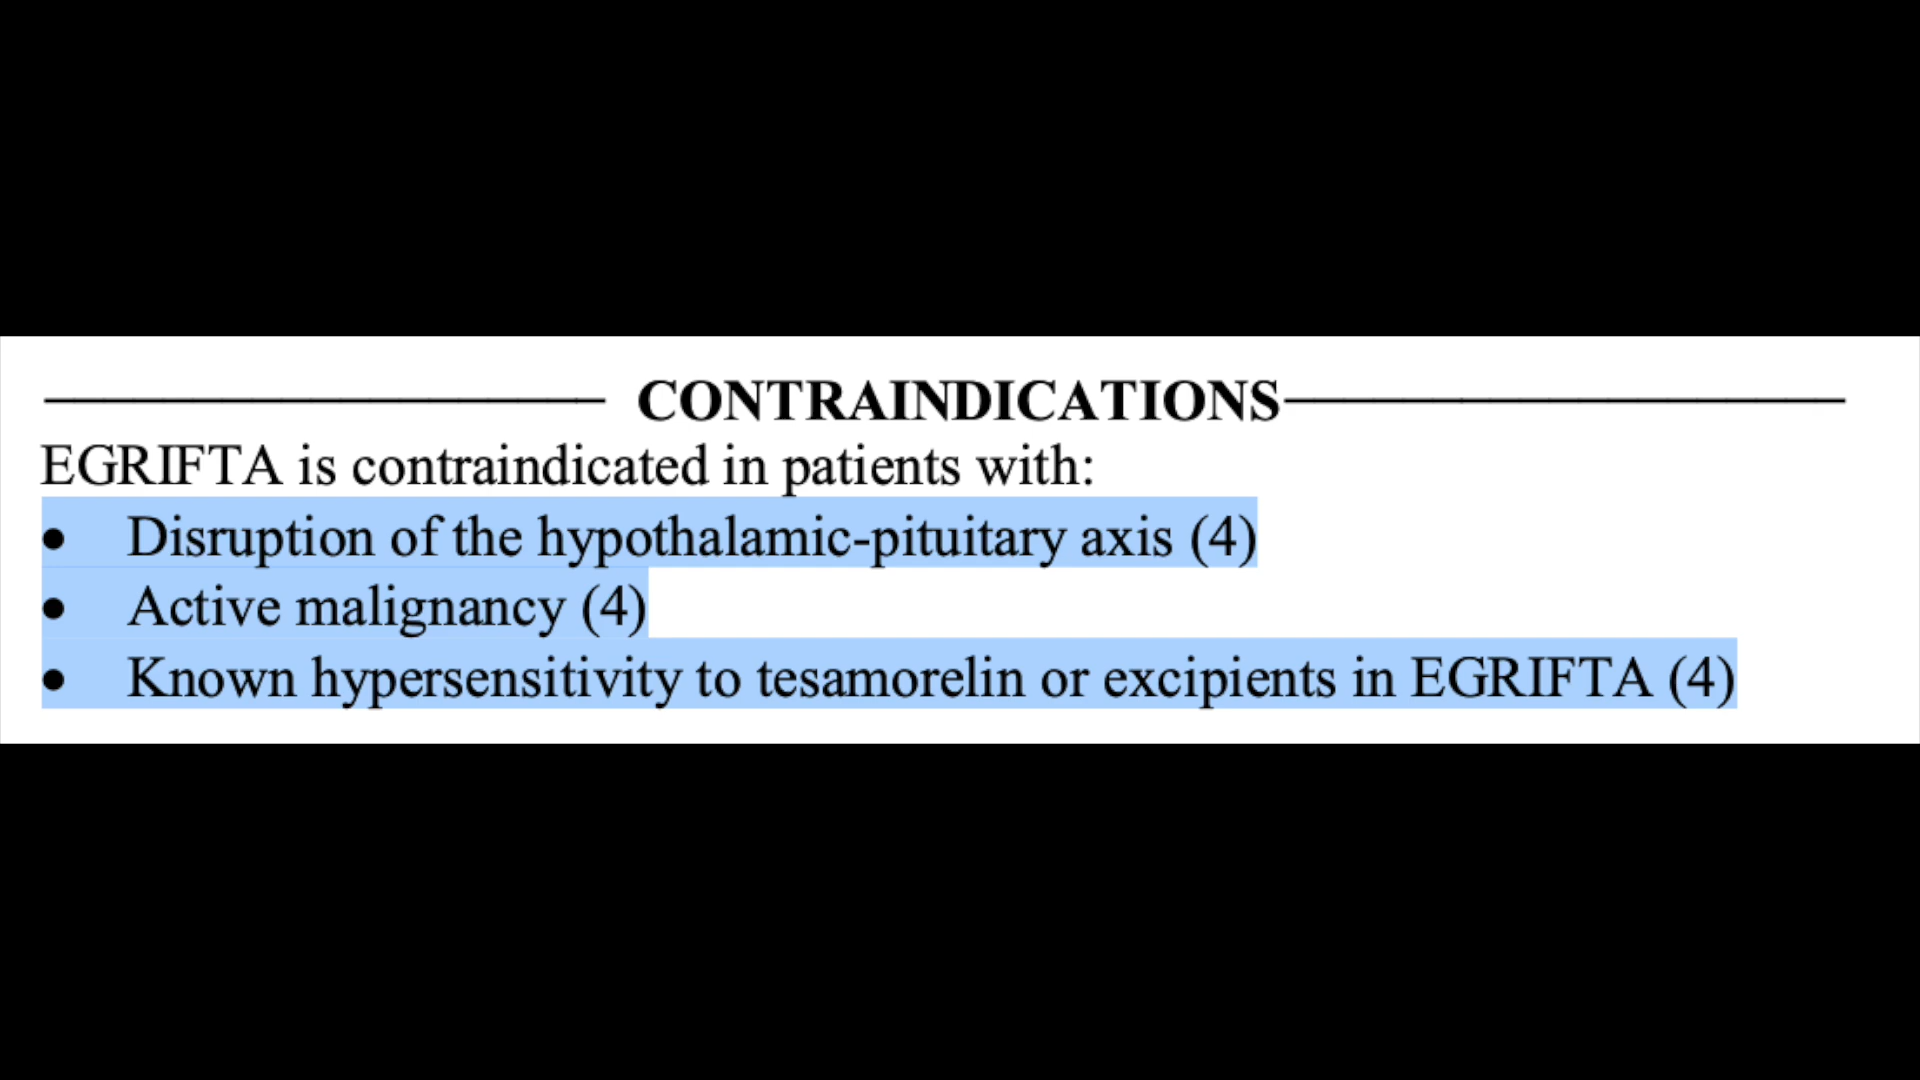 CONTRAINDICATIONS
EGRIFTA is contraindicated in patients with:
• Disruption of the hypothalamic-pituitary axis (4)
• Active malignancy (4)
• Known hypersensitivity to tesamorelin or excipients in EGRIFTA (4)